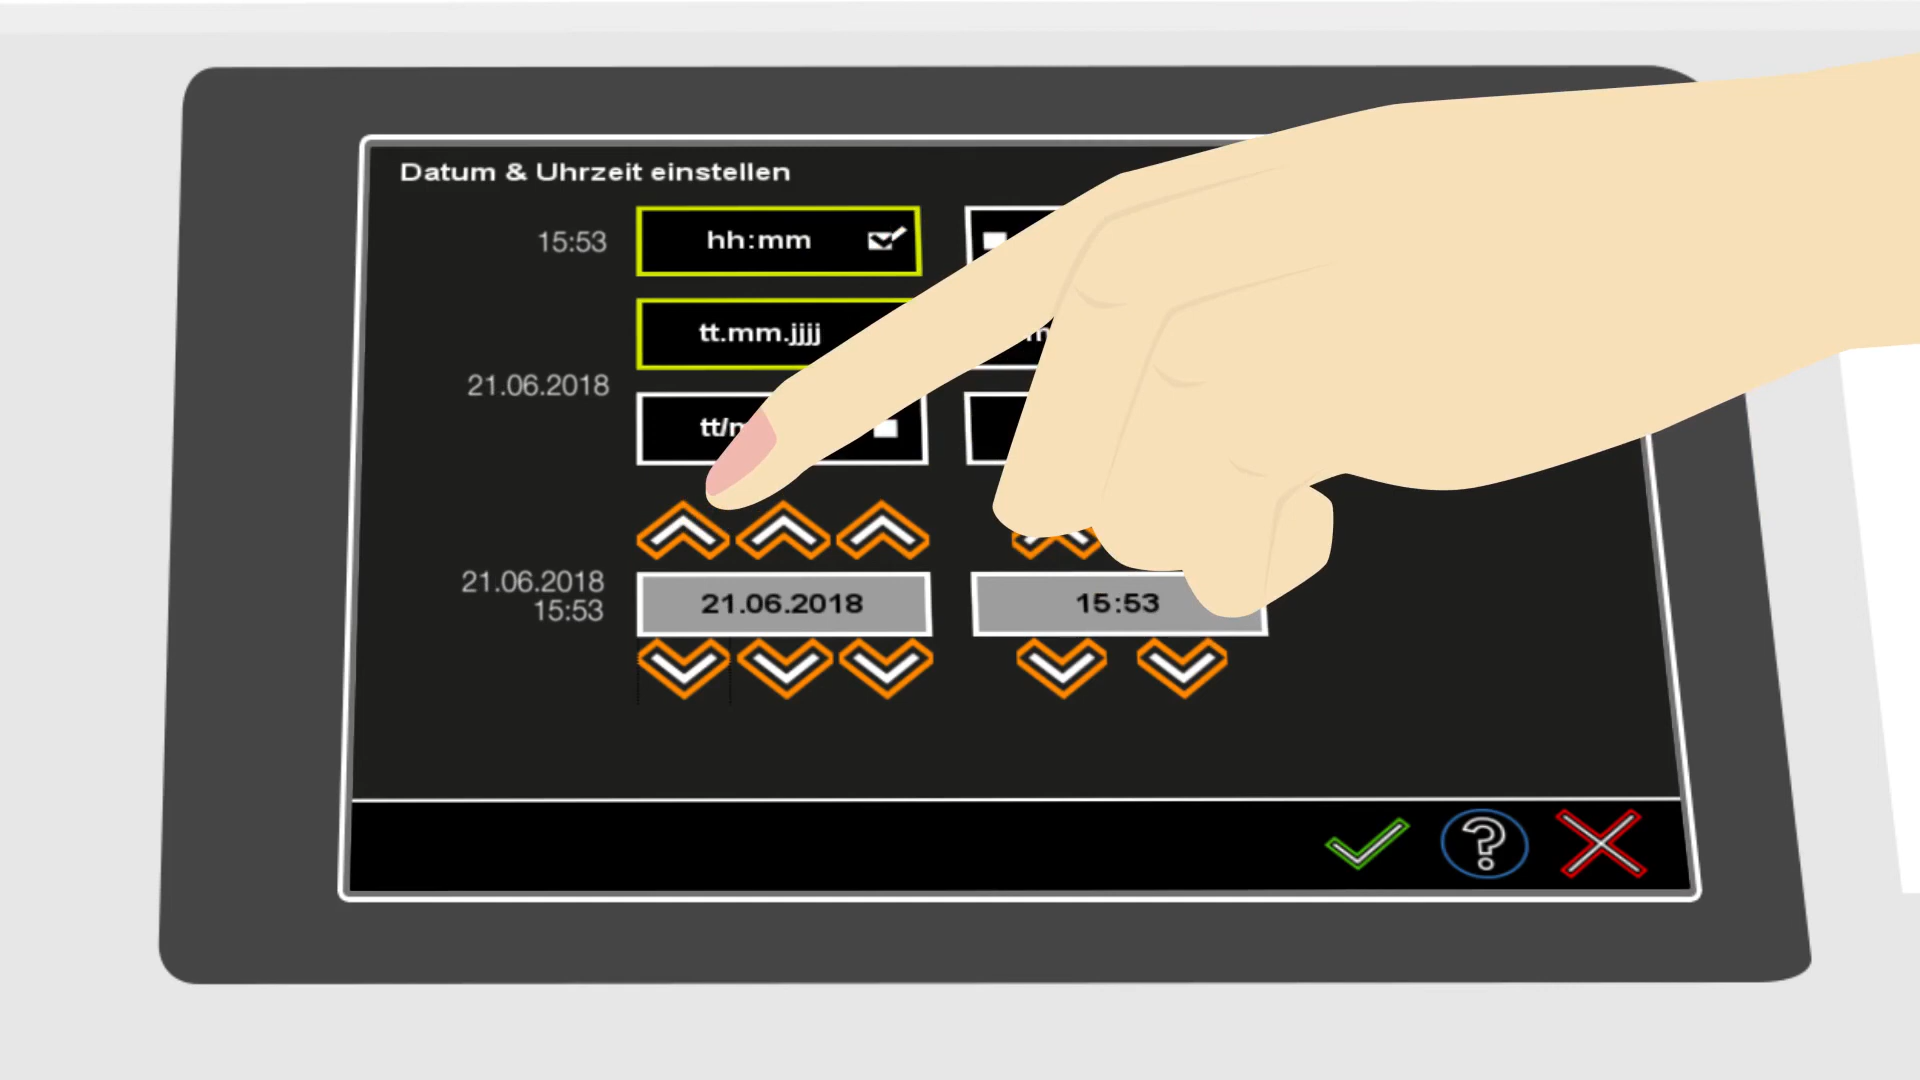 Datum & Uhrzeit einstellen
15:53
hh:mm
tt.mm.jjjj
21.06.2018
21.06.2018
15:53
21.06.2018
15:53